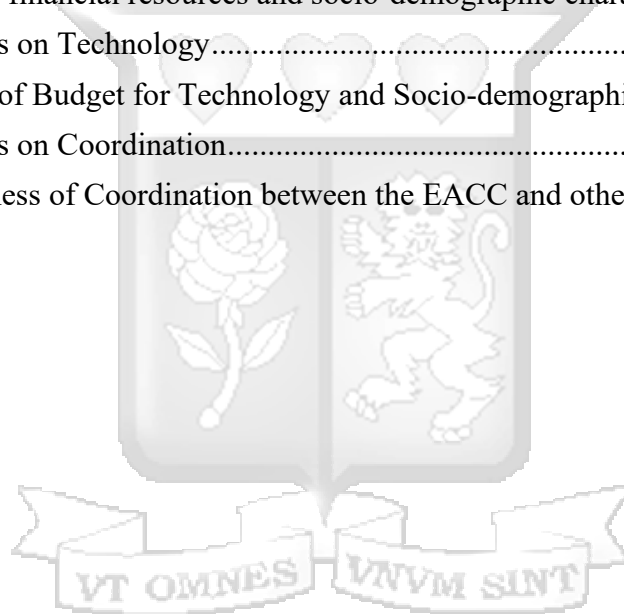 financial resources and socio-demographic
s on Technology........................................................
of Budget for Technology and Socio-demographi
s on Coordination......................................................
ess of Coordination between the EACC and othe
VT OMNES VNVM SINT